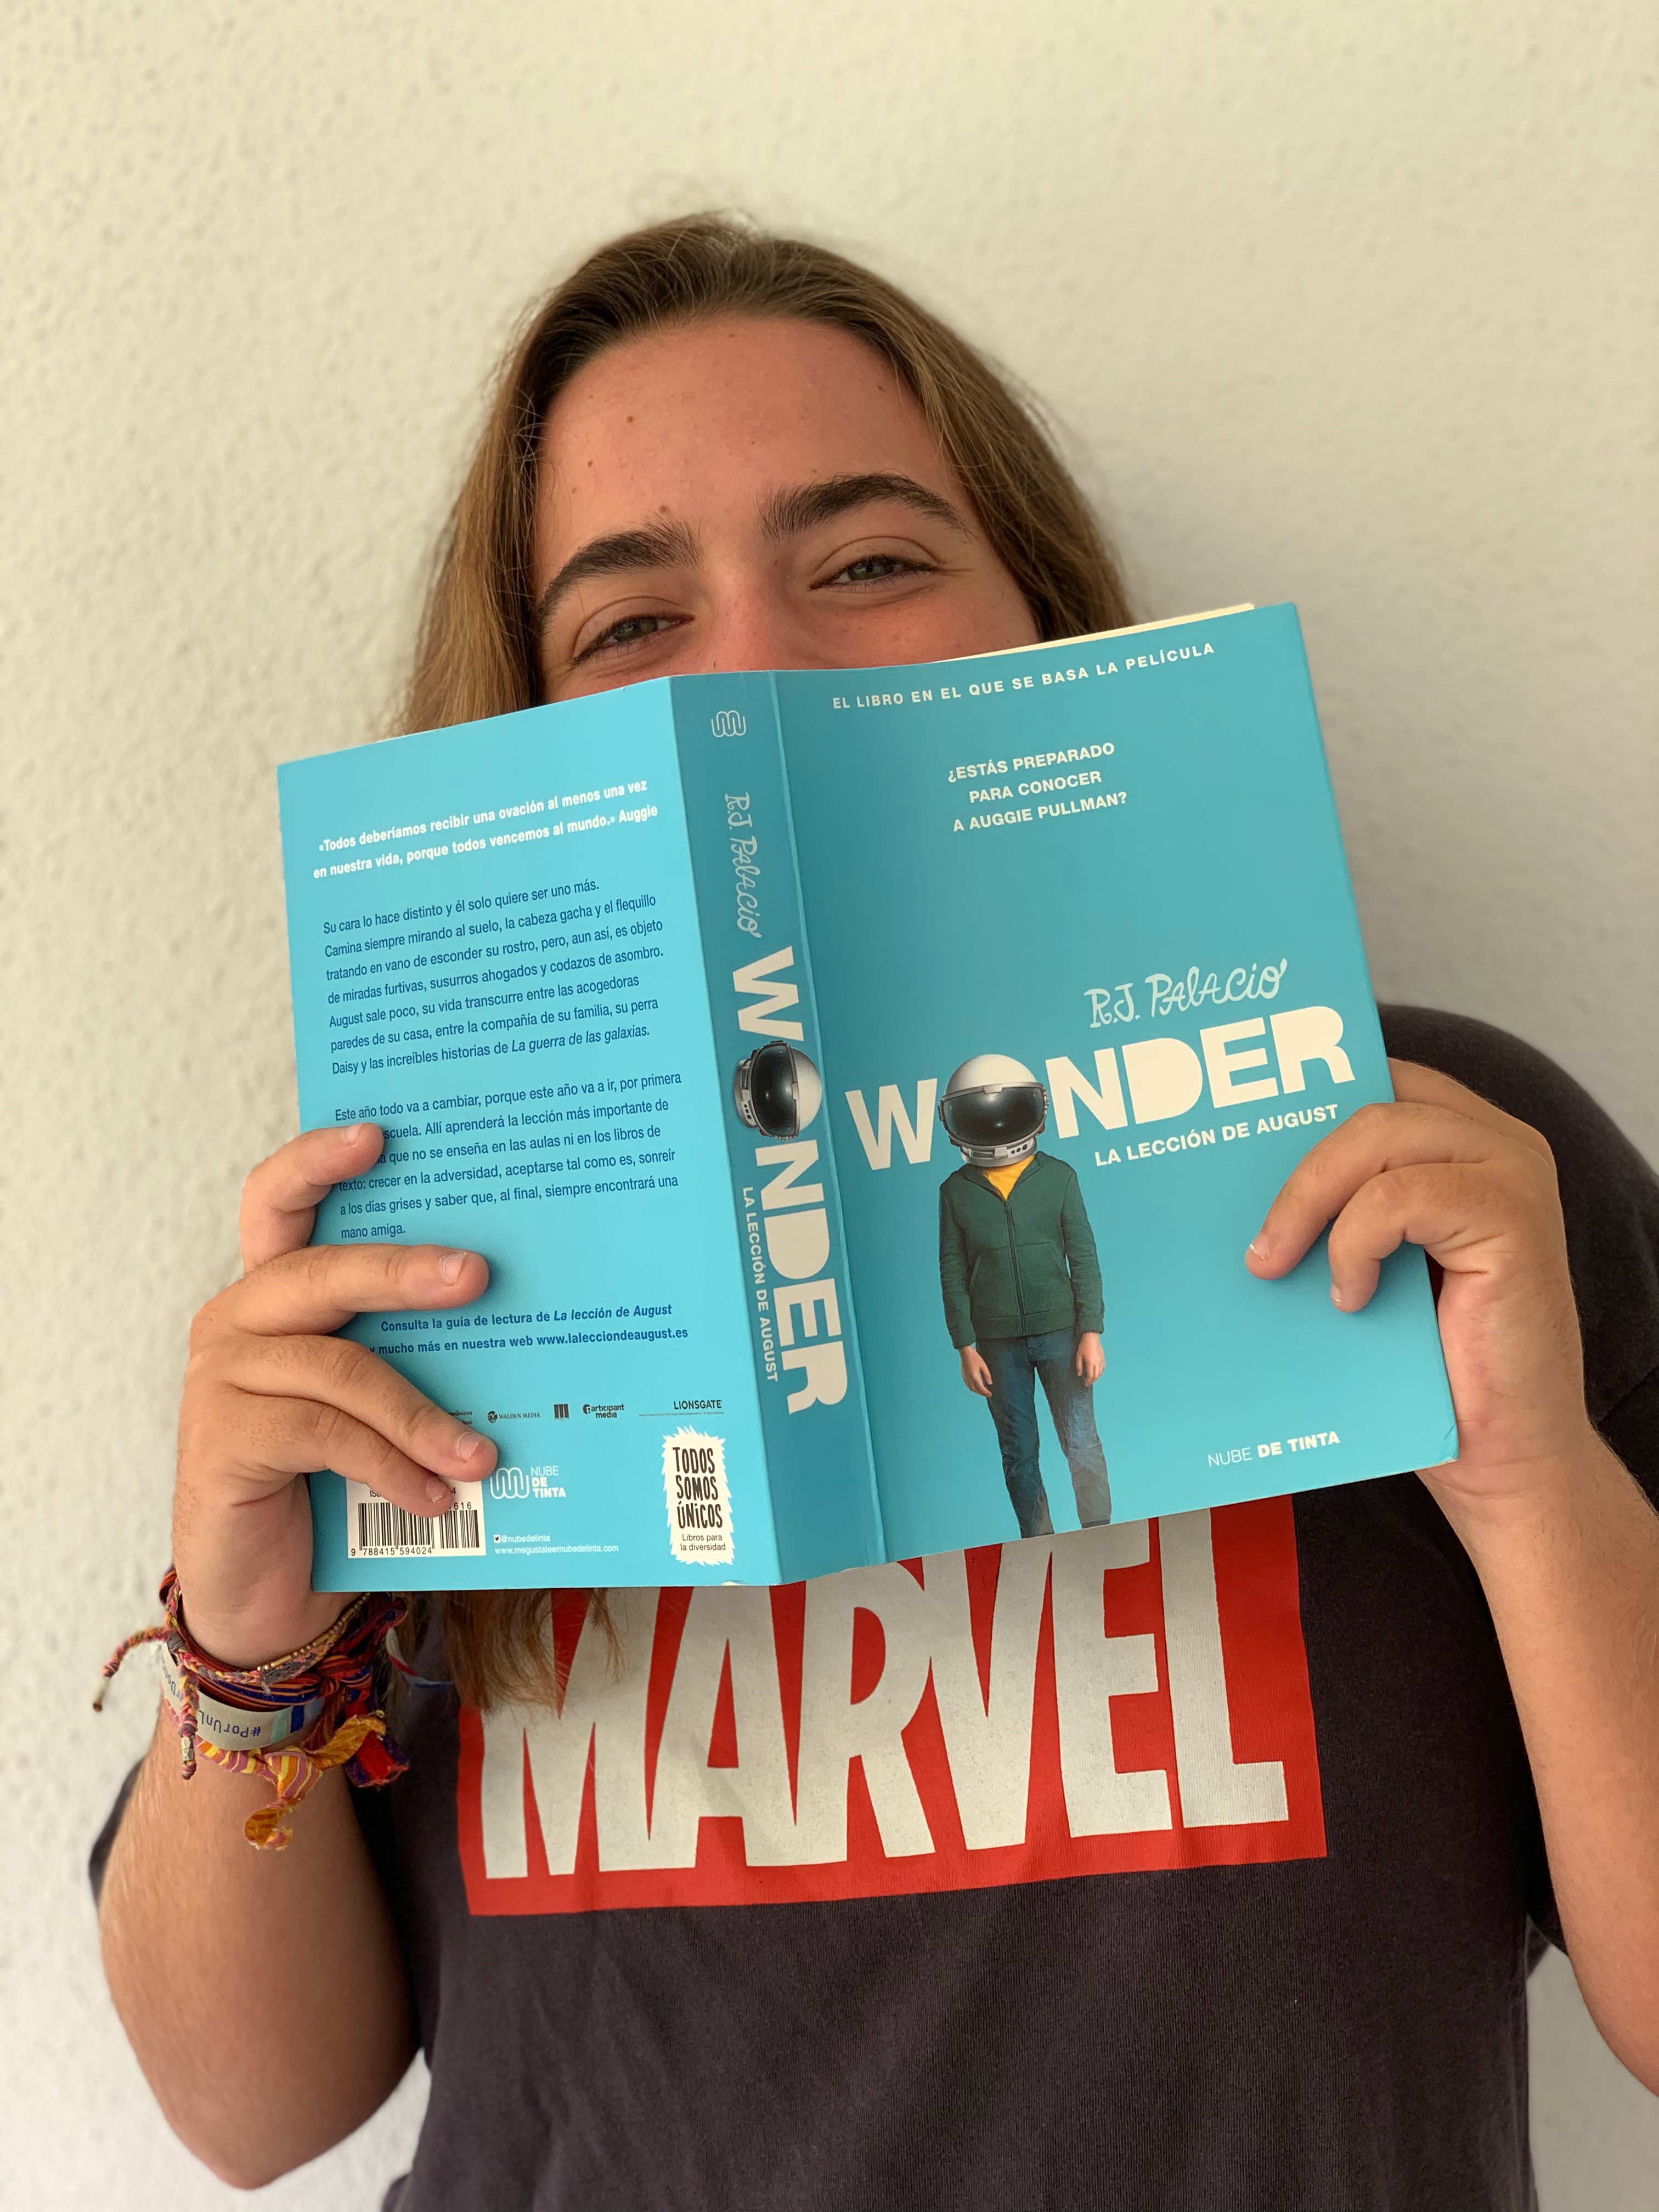 «Todos deberíamos recibir una ovación al menos una vez
en nuestra vida, porque todos vencemos al mundo.» Auggie
Su cara lo hace distinto y él solo quiere ser uno más.
Camina siempre mirando al suelo, la cabeza gacha y el flequillo
tratando en vano de esconder su rostro, pero, aun así, es objeto
de miradas furtivas, susurros ahogados y codazos de asombro.
August sale poco, su vida transcurre entre las acogedoras
paredes de su casa, entre la compañía de su familia, su perra
Daisy y las increíbles historias de La guerra de las galaxias.
Este año todo va a cambiar, porque este año va a ir, por primera
scuela. Allí aprenderá la lección más importante de
que no se enseña en las aulas ni en los libros de
texto: crecer en la adversidad, aceptarse tal como es, sonreír
a los días grises y saber que, al final, siempre encontrará una
mano amiga.
Consulta la guía de lectura de La lección de August
y mucho más en nuestra web www.laleccciondeaugust.es
WALDEN MEDIA
participant
media
LIONSGATE
NUBE
DE
TINTA
TODOS
SOMOS
ÚNICOS
Libros para
la diversidad
@nubedetinta
www.megustaleernubedetinta.com
9 788415 594024
R.J. PALACIO
WONDER
LA LECCIÓN DE AUGUST
EL LIBRO EN EL QUE SE BASA LA PELÍCULA
¿ESTÁS PREPARADO
PARA CONOCER
A AUGGIE PULLMAN?
R.J. PALACIO
WONDER
LA LECCIÓN DE AUGUST
NUBE DE TINTA
MARVEL
#PorUnL